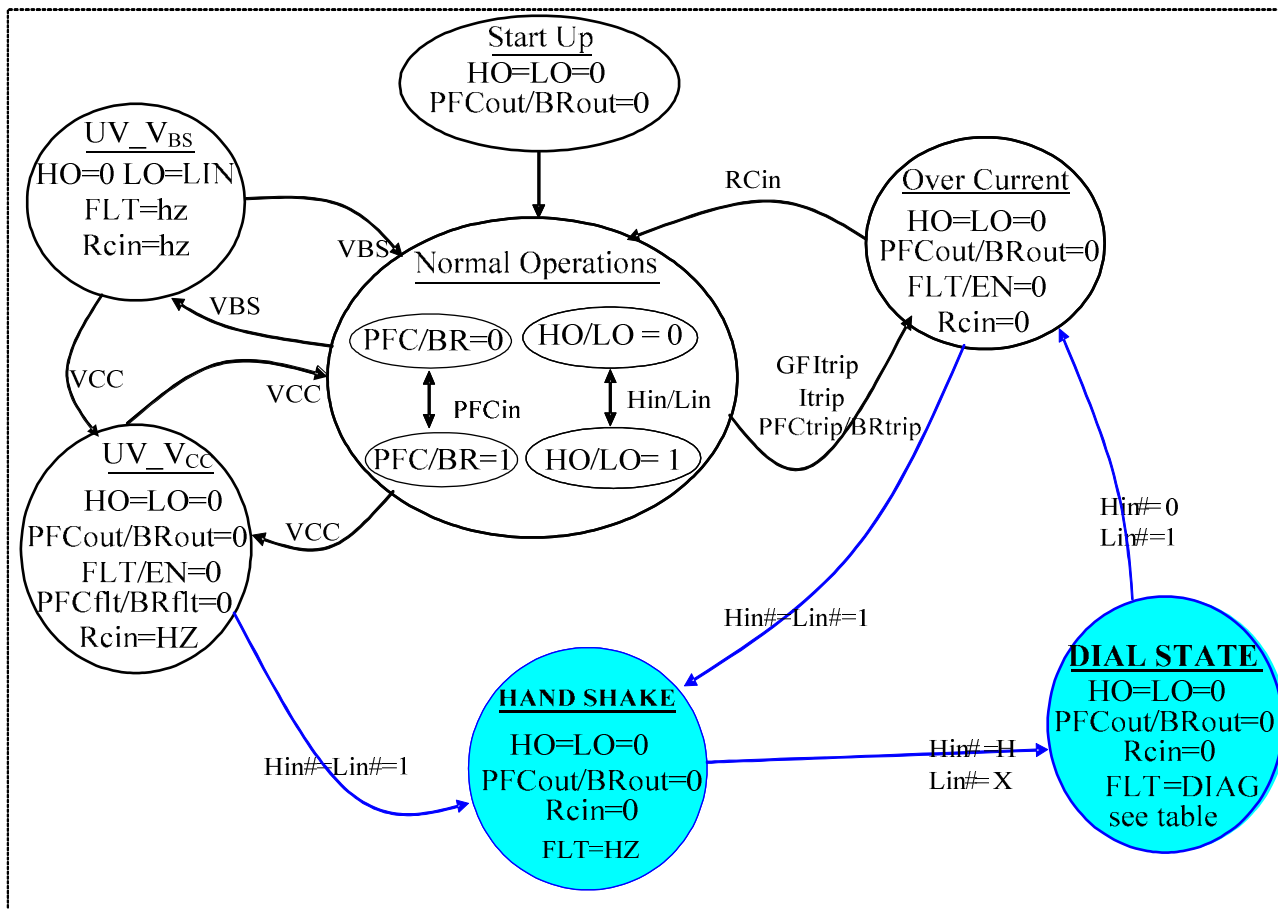 Start Up
HO=LO=0
PFCout/BRout=0
UV_VBS
HO=0 LO=LIN
FLT=hz
Rcin=hz
RCin
Over Current
HO=LO=0
PFCout/BRout=0
FLT/EN=0
Rcin=0
VBS
VBS
Normal Operations
PFC/BR=0
HO/LO = 0
PFCin
Hin/Lin
PFC/BR=1
HO/LO= 1
GFItrip
Itrip
PFCtrip/BRtrip
VCC
VCC
VCC
UV_VCC
HO=LO=0
PFCout/BRout=0
FLT/EN=0
PFCflt/BRflt=0
Rcin=HZ
Hin#=0
Lin#=1
Hin#=Lin#=1
Hin#=Lin#=1
HAND SHAKE
HO=LO=0
PFCout/BRout=0
Rcin=0
FLT=HZ
Hin#=H
Lin#=X
DIAL STATE
HO=LO=0
PFCout/BRout=0
Rcin=0
FLT=DIAG
see table